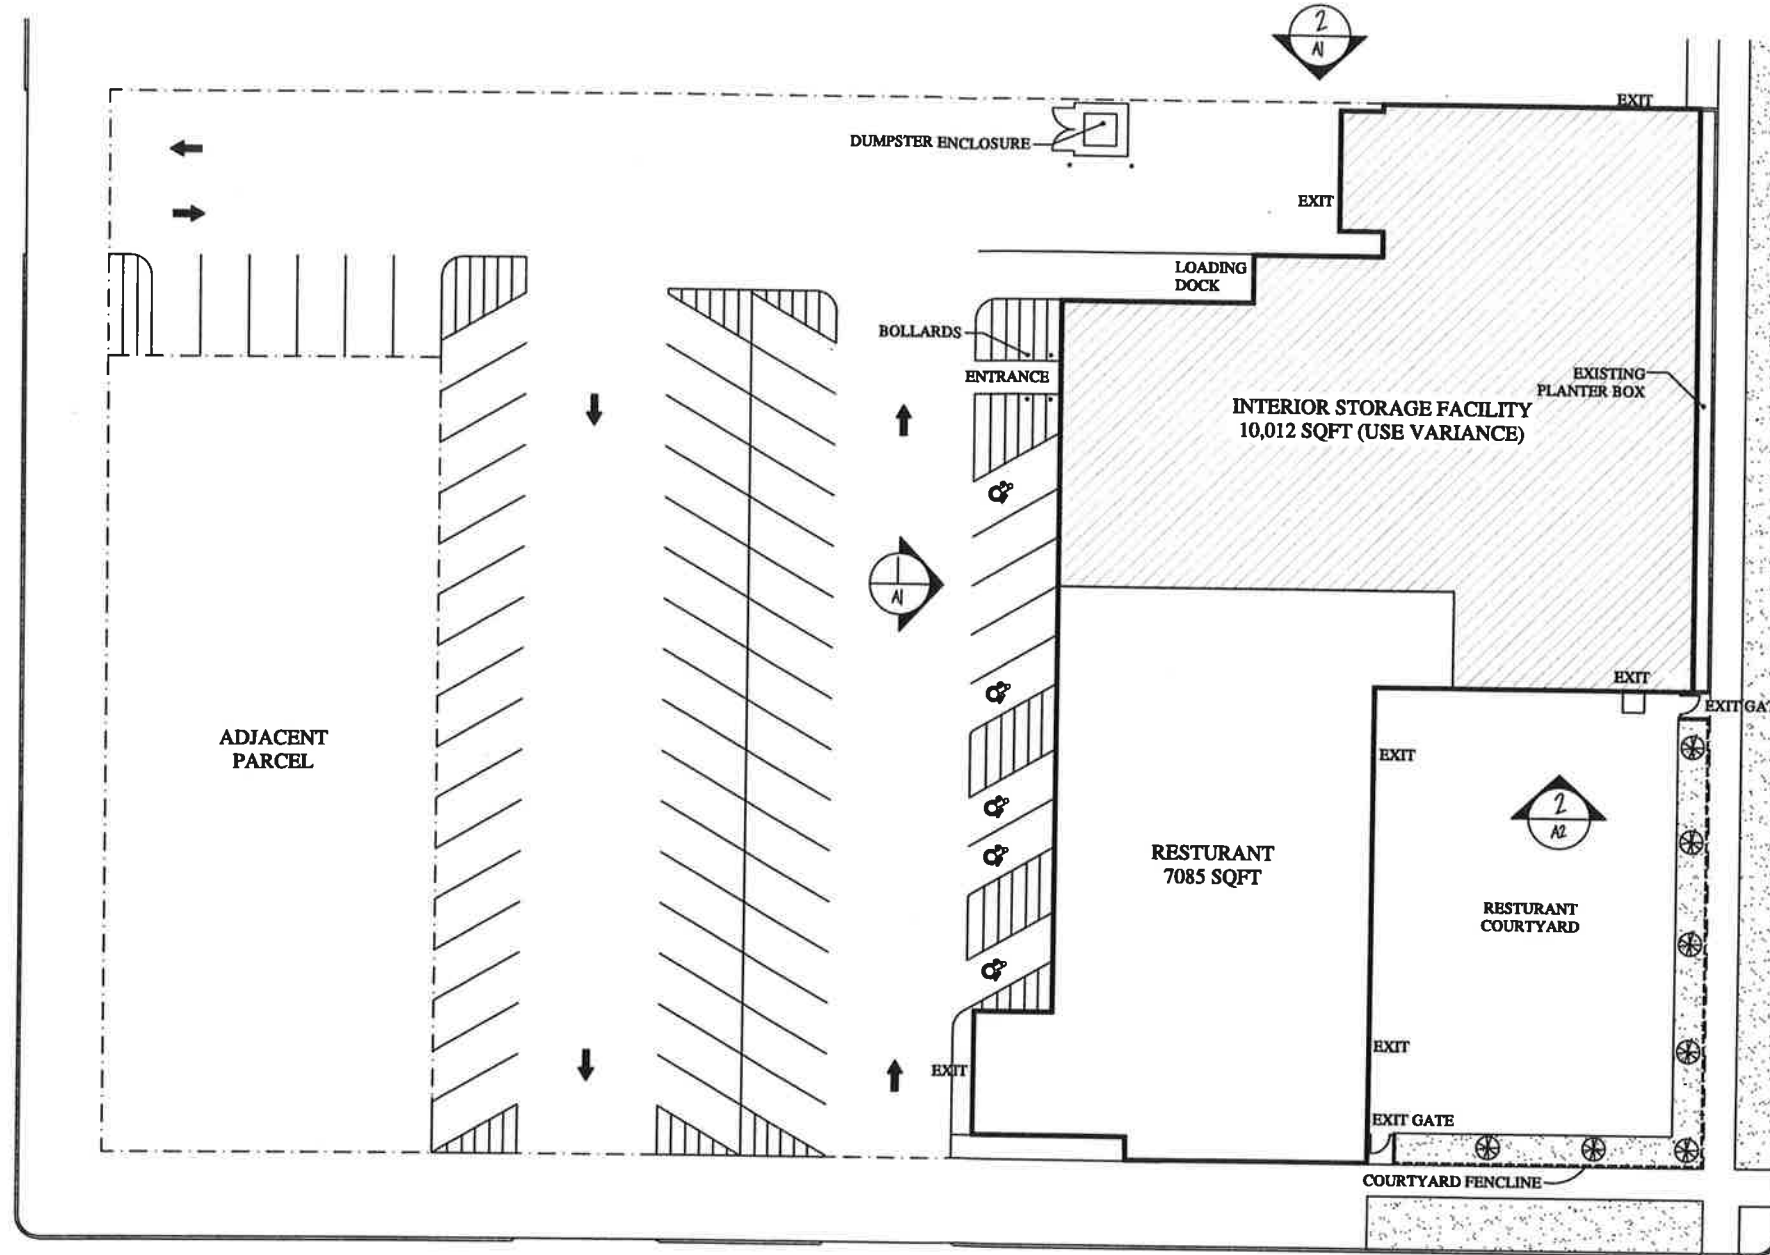 2
A1
EXIT
DUMPSTER ENCLOSURE
EXIT
LOADING
DOCK
BOLLARDS
ENTRANCE
EXISTING
PLANTER BOX
INTERIOR STORAGE FACILITY
10,012 SQFT (USE VARIANCE)
1
A1
EXIT
EXIT GAT
ADJACENT
PARCEL
EXIT
2
A2
RESTURANT
7085 SQFT
RESTURANT
COURTYARD
EXIT
EXIT
EXIT GATE
COURTYARD FENCLINE